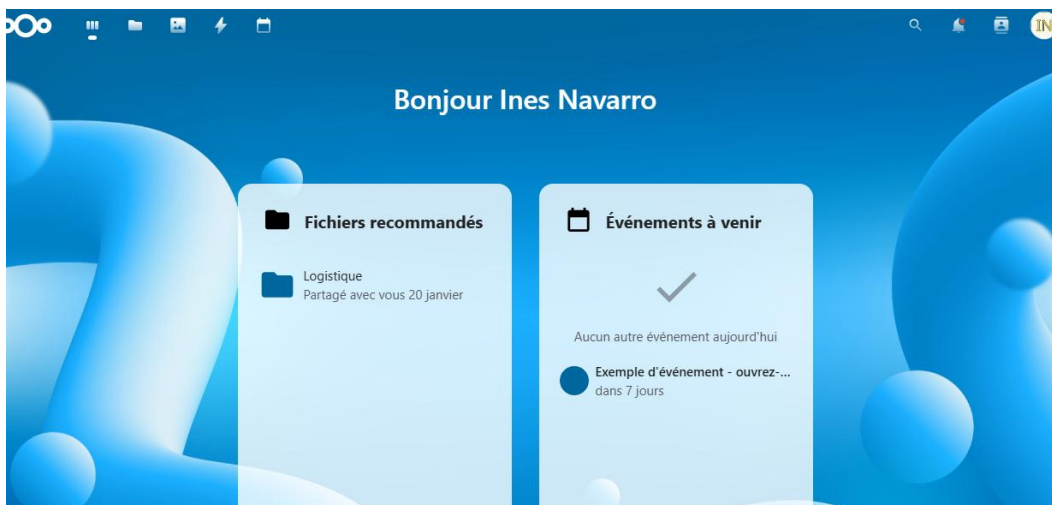 IN
Bonjour Ines Navarro
Fichiers recommandés
Logistique
Partagé avec vous 20 janvier
Événements à venir
Aucun autre événement aujourd'hui
Exemple d'événement - ouvrez-...
dans 7 jours